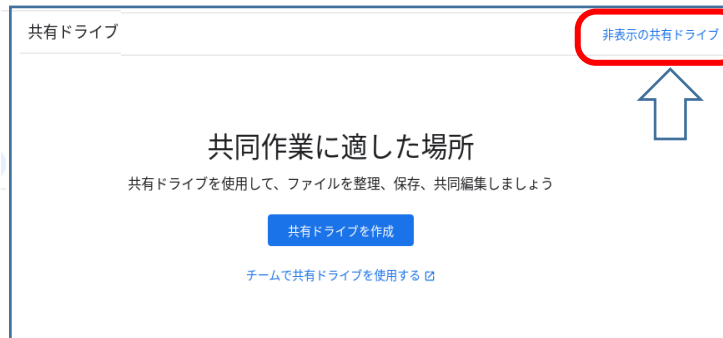 共有ドライブ
非表示の共有ドライブ
共同作業に適した場所
共有ドライブを使用して、ファイルを整理、保存、共同編集しましょう
共有ドライブを作成
チームで共有ドライブを使用する